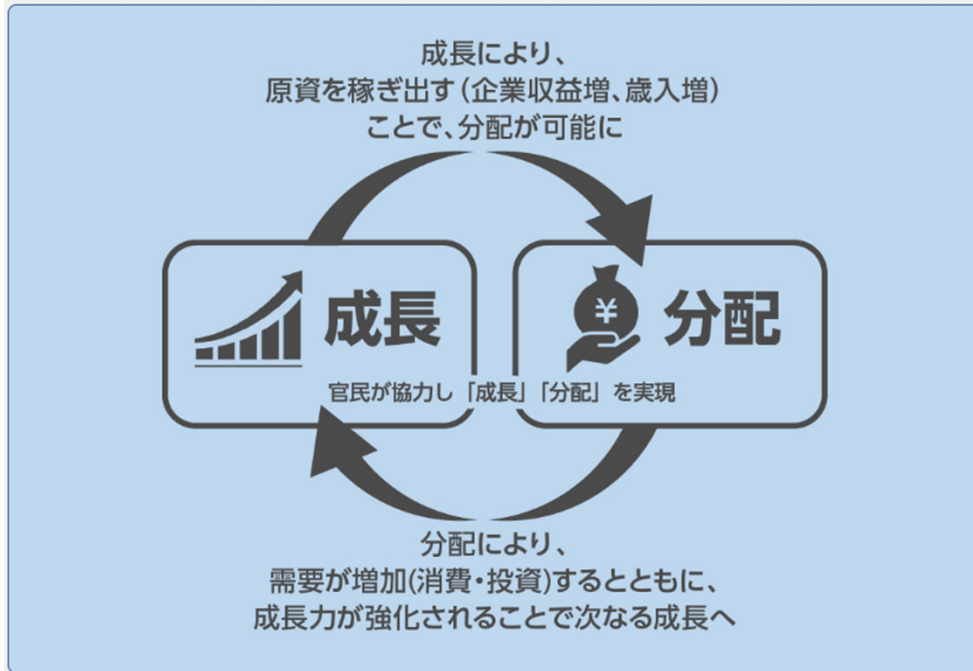 成長により、
原資を稼ぎ出す(企業収益増、歳入増)
ことで、分配が可能に
成長
¥
分配
官民が協力し「成長」「分配」を実現
分配により、
需要が増加(消費・投資)するとともに、
成長力が強化されることで次なる成長へ